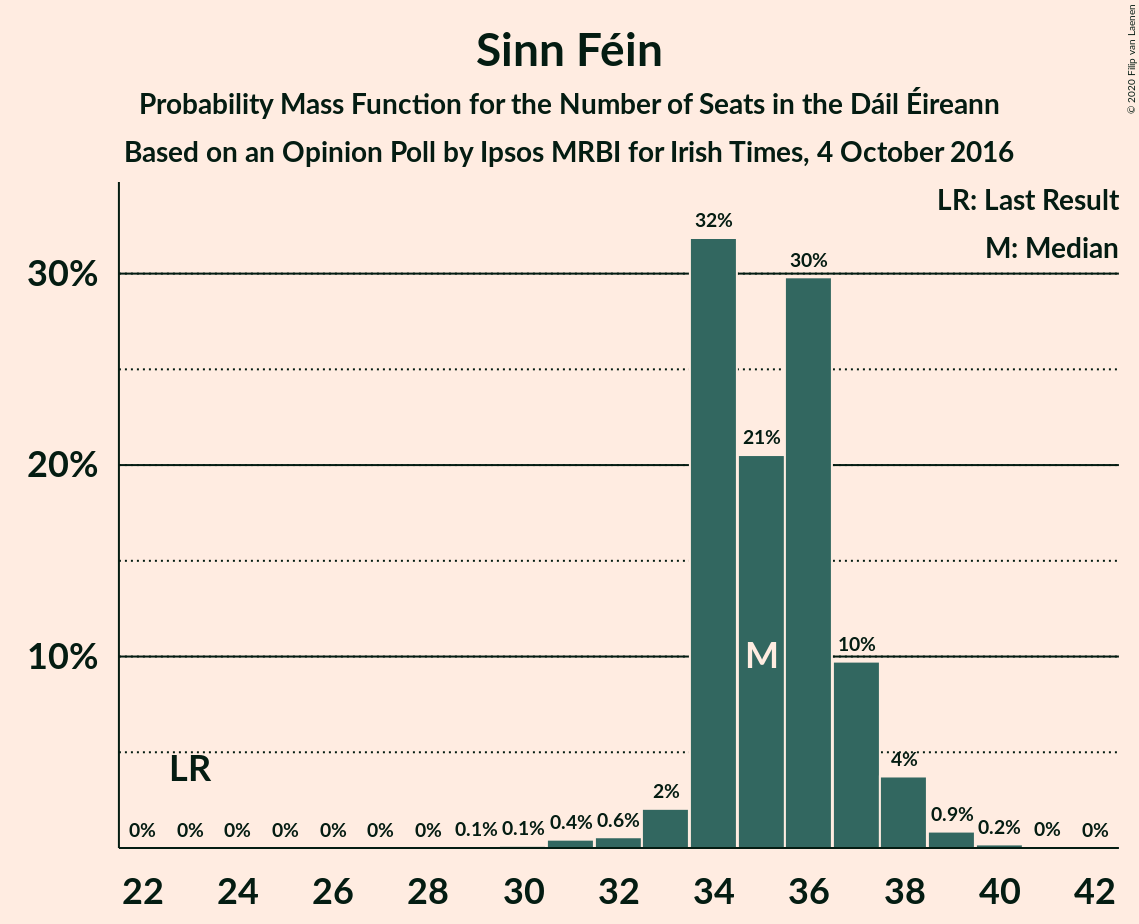 © 2020 Filip van Laenen
Sinn Féin
Probability Mass Function for the Number of Seats in the Dáil Éireann
Based on an Opinion Poll by Ipsos MRBI for Irish Times, 4 October 2016
LR: Last Result
M: Median
30%
20%
10%
LR
M
0% 0% 0% 0% 0% 0% 0% 0.1% 0.1% 0.4% 0.6% 2% 32% 21% 30% 10% 4% 0.9% 0.2% 0% 0%
22 24 26 28 30 32 34 36 38 40 42